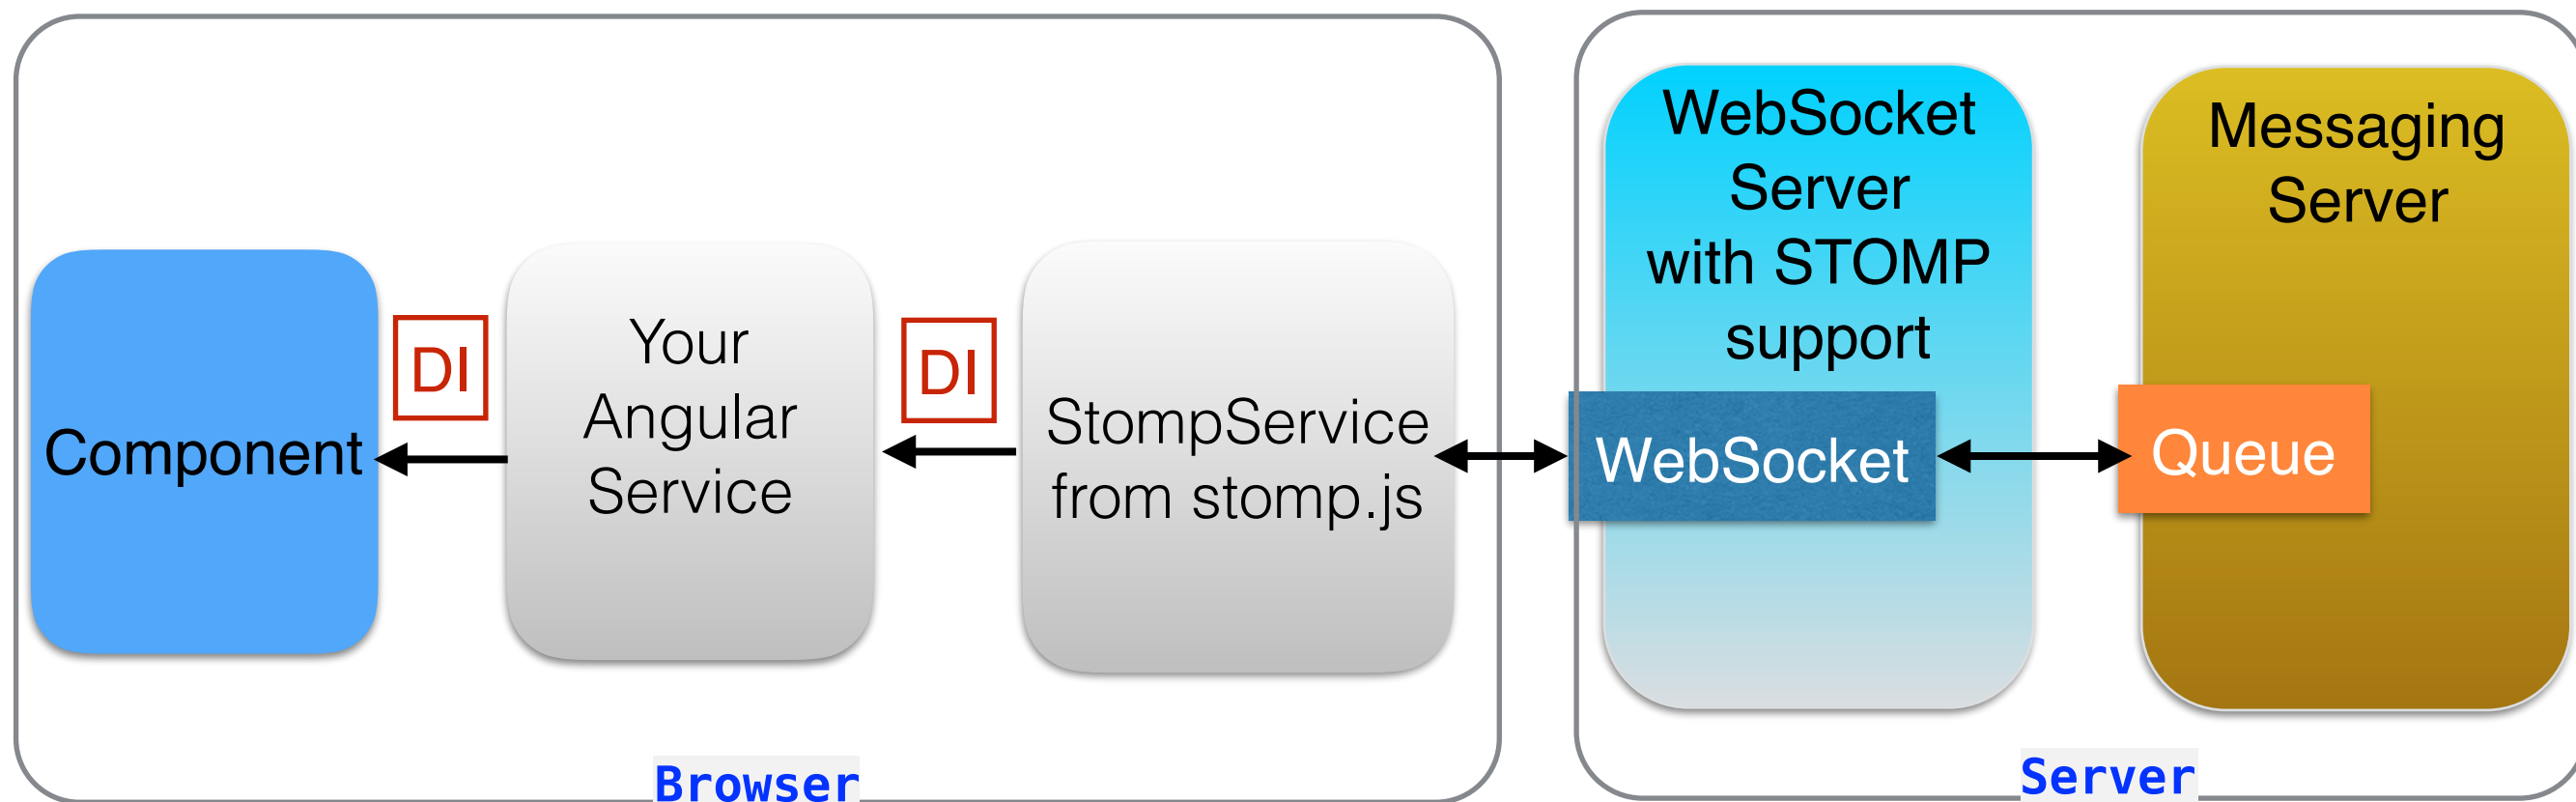 Component
DI
Your
Angular
Service
DI
StompService
from stomp.js
Browser
WebSocket
Server
with STOMP
support
WebSocket
Messaging
Server
Queue
Server